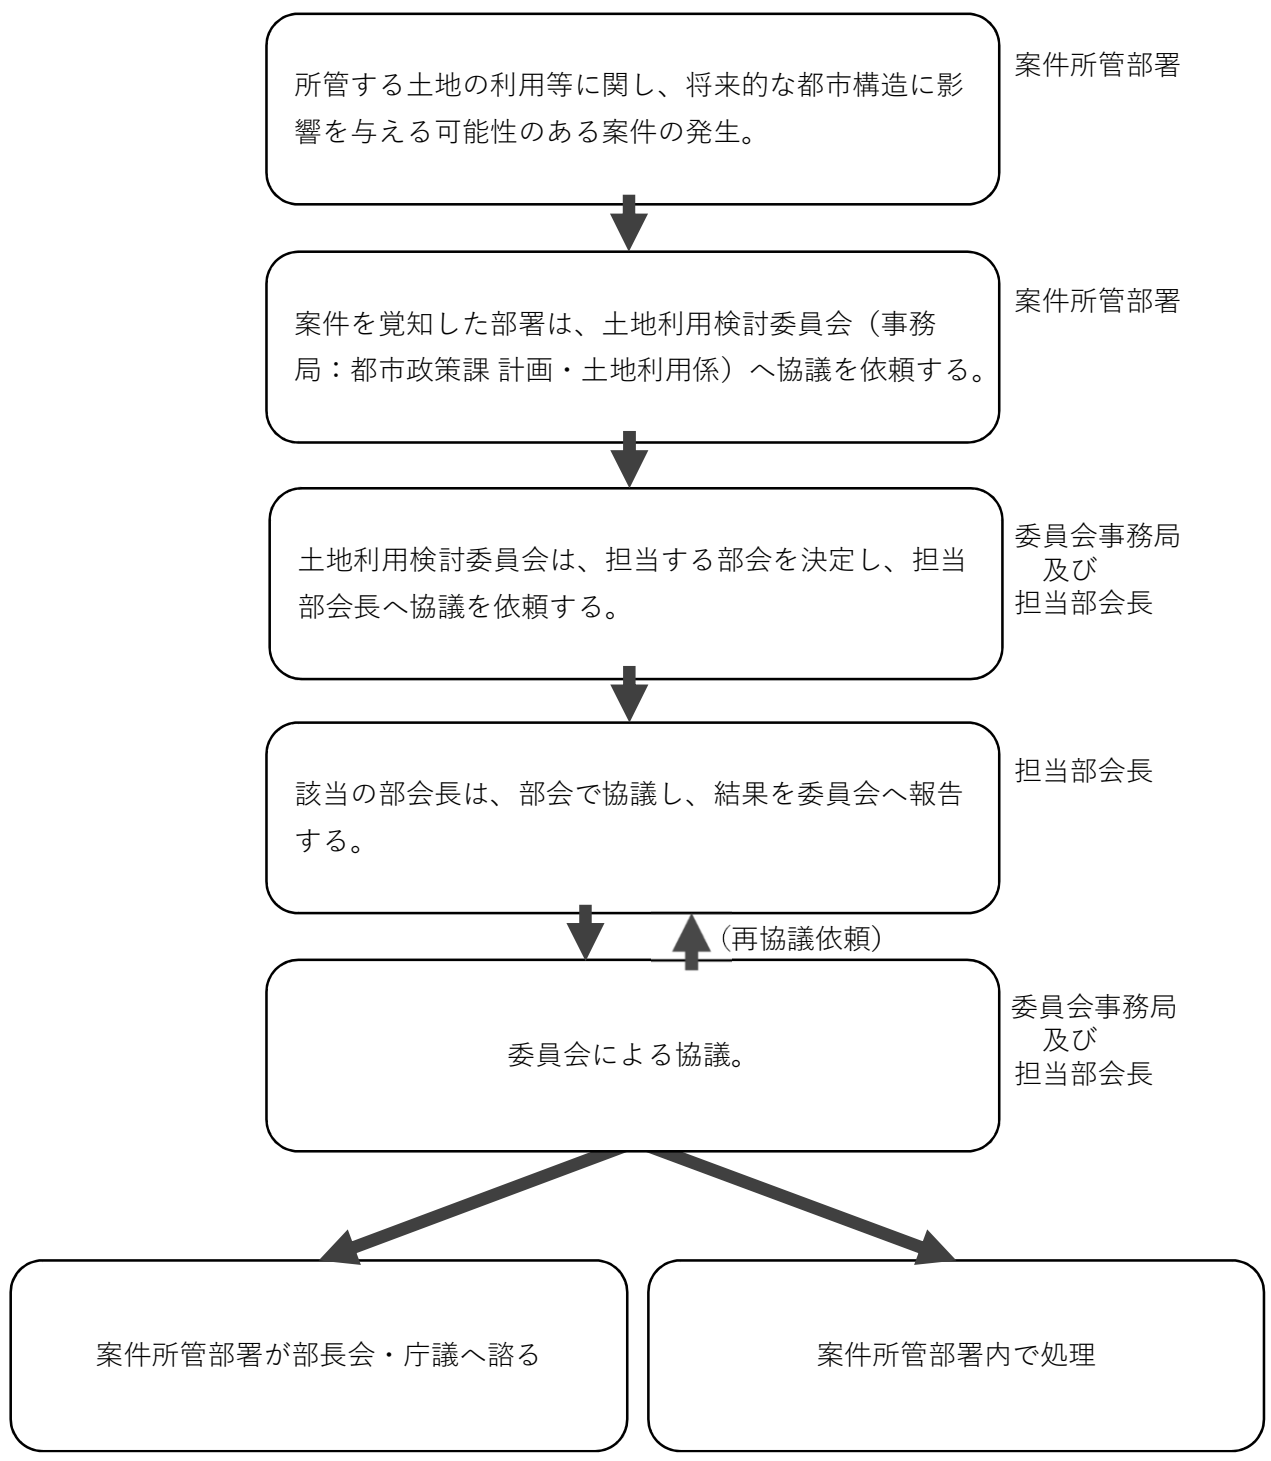 所管する土地の利用等に関し、将来的な都市構造に影
響を与える可能性のある案件の発生。
案件所管部署
案件を覚知した部署は、土地利用検討委員会（事務
局：都市政策課 計画・土地利用係）へ協議を依頼する。
案件所管部署
土地利用検討委員会は、担当する部会を決定し、担当
部会長へ協議を依頼する。
委員会事務局
及び
担当部会長
該当の部会長は、部会で協議し、結果を委員会へ報告
する。
担当部会長
（再協議依頼）
委員会による協議。
委員会事務局
及び
担当部会長
案件所管部署が部長会・庁議へ諮る
案件所管部署内で処理